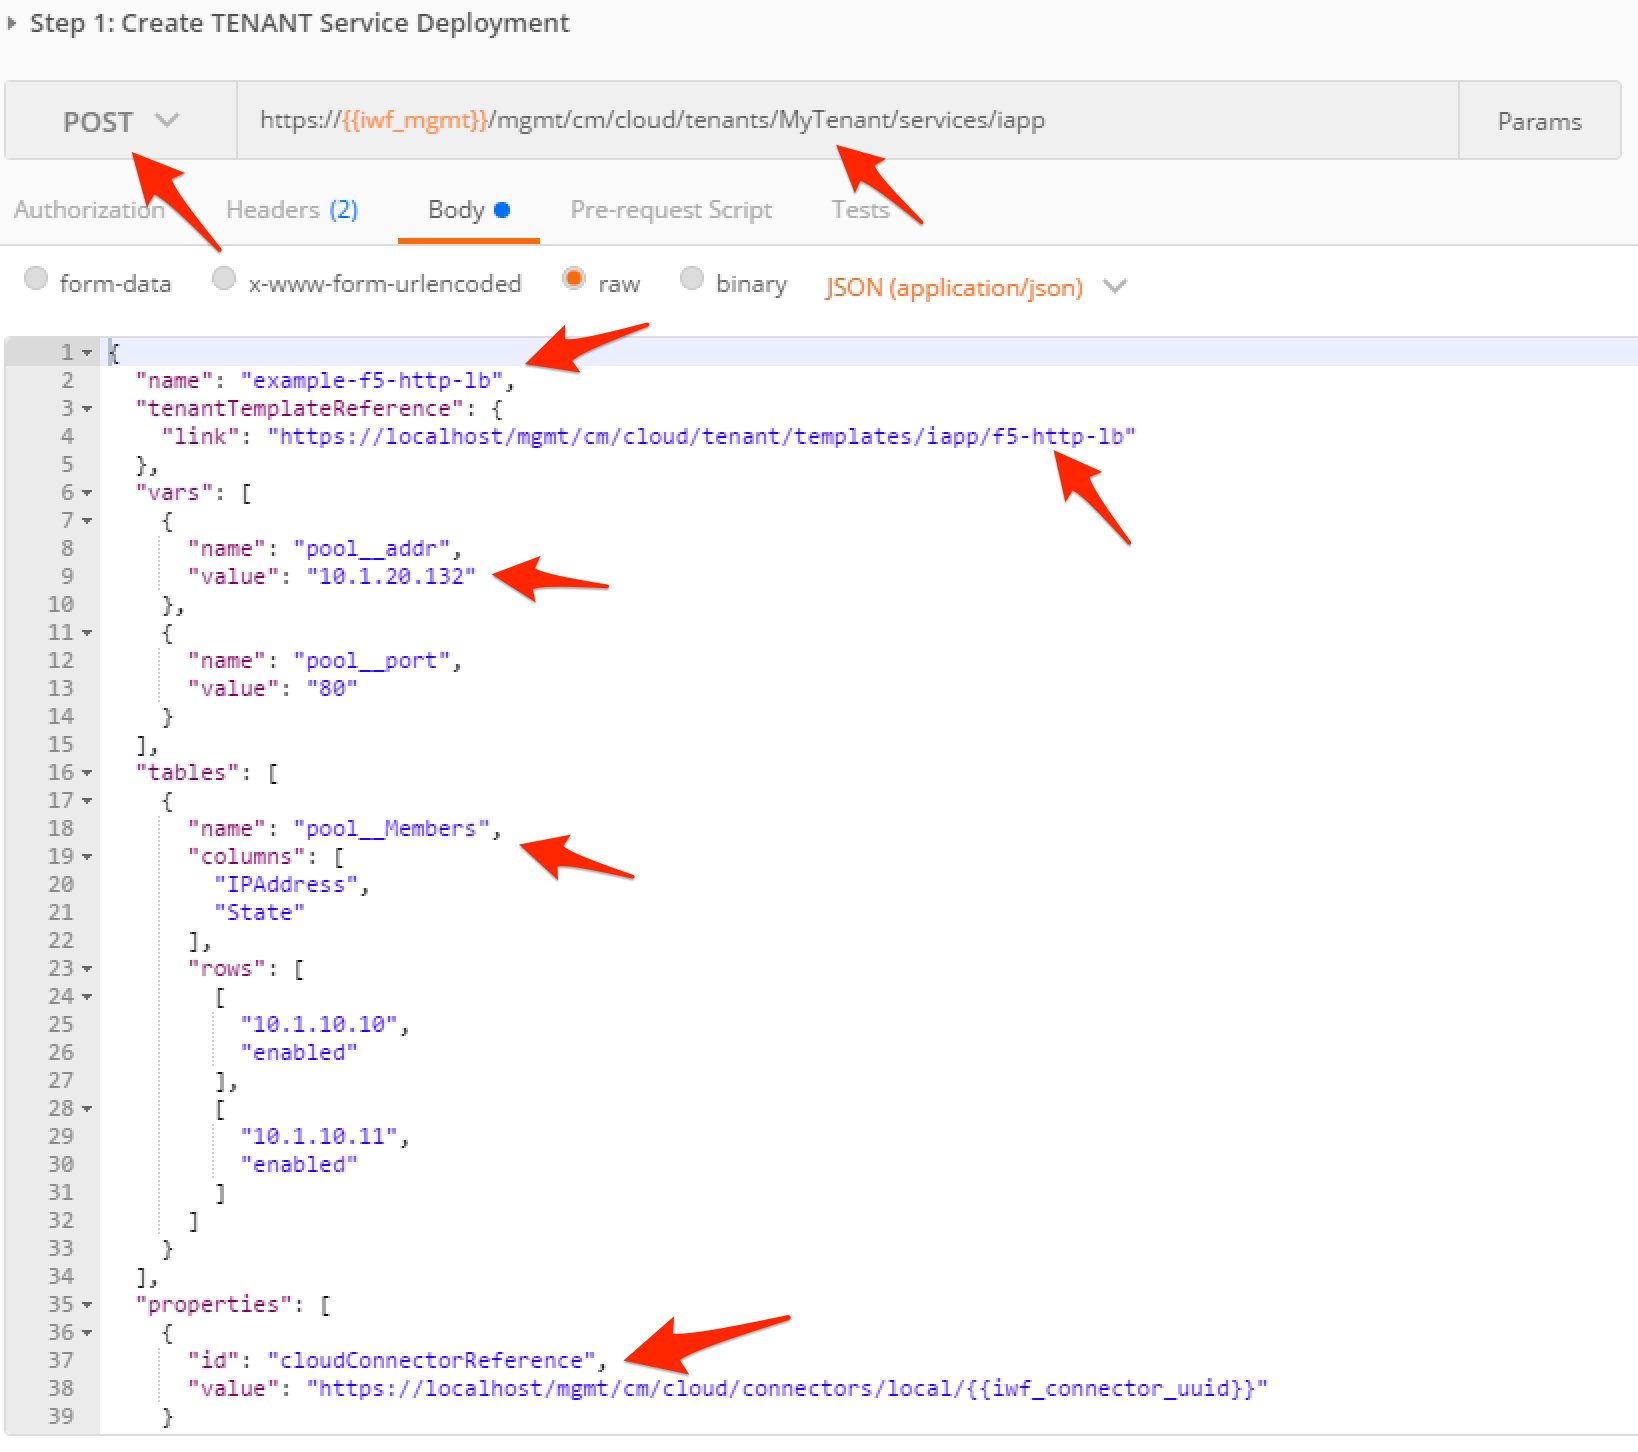 Step 1: Create TENANT Service Deployment
POST https://{{iwf_mgmt}}/mgmt/cm/cloud/tenants/MyTenant/services/iapp Params
Authorization Headers (2) Body Pre-request Script Tests
form-data x-www-form-urlencoded raw binary JSON (application/json)
1 {
2 "name": "example-f5-http-lb",
3 "tenantTemplateReference": {
4 "link": "https://localhost/mgmt/cm/cloud/tenant/templates/iapp/f5-http-lb"
5 },
6 "vars": [
7 {
8 "name": "pool__addr",
9 "value": "10.1.20.132"
10 },
11 {
12 "name": "pool__port",
13 "value": "80"
14 }
15 ],
16 "tables": [
17 {
18 "name": "pool__Members",
19 "columns": [
20 "IPAddress",
21 "State"
22 ],
23 "rows": [
24 [
25 "10.1.10.10",
26 "enabled"
27 ],
28 [
29 "10.1.10.11",
30 "enabled"
31 ]
32 ]
33 }
34 ],
35 "properties": [
36 {
37 "id": "cloudConnectorReference",
38 "value": "https://localhost/mgmt/cm/cloud/connectors/local/{{iwf_connector_uuid}}"
39 }